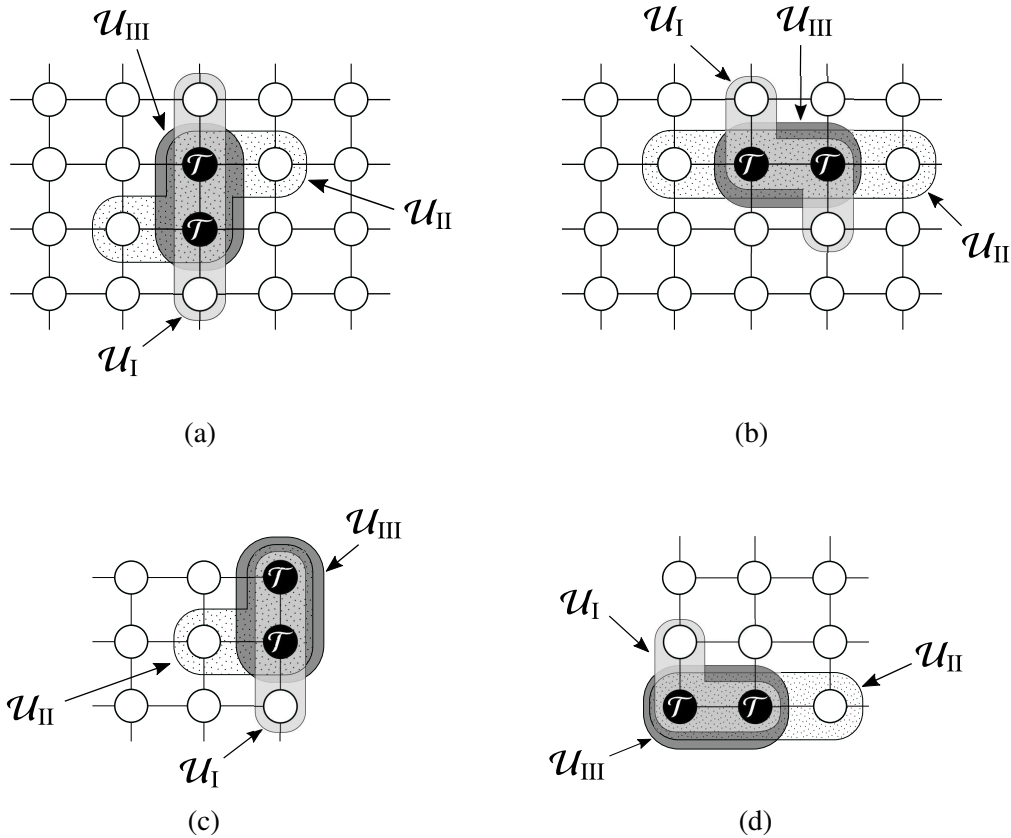 𝒰_III
𝒰_I 𝒰_III
𝒯 𝒯 𝒯
𝒰_II
𝒯
𝒰_II
𝒰_I
(a) (b)
𝒰_III
𝒯
𝒰_I
𝒯
𝒰_II
𝒰_II
𝒯 𝒯
𝒰_III
𝒰_I
(c) (d)